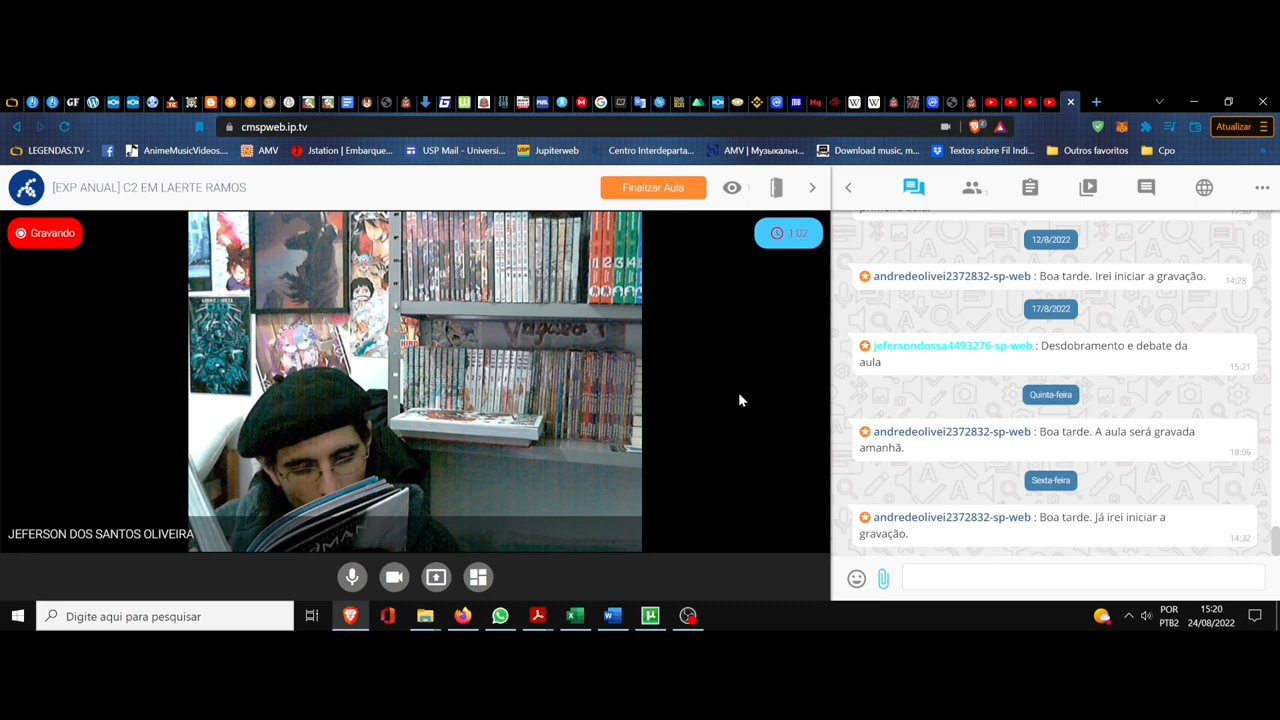 cmspweb.ip.tv
2
Atualizar
LEGENDAS.TV -
AnimeMusicVideos...
AMV
Jstation | Embarque...
USP Mail - Universi...
Jupiterweb
Centro Interdeparta...
AMV | Музыкальн...
Download music, m...
Textos sobre Fil Indi...
Outros favoritos
Cpo
[EXP ANUAL] C2 EM LAERTE RAMOS
Finalizar Aula
1
1
Gravando
1:02
JEFERSON DOS SANTOS OLIVEIRA
17:30
12/8/2022
andredeolivei2372832-sp-web : Boa tarde. Irei iniciar a gravação.
14:28
17/8/2022
jefersondossa4493276-sp-web : Desdobramento e debate da
aula
15:21
Quinta-feira
andredeolivei2372832-sp-web : Boa tarde. A aula será gravada
amanhã.
18:06
Sexta-feira
andredeolivei2372832-sp-web : Boa tarde. Já irei iniciar a
gravação.
14:32
Digite aqui para pesquisar
POR
PTB2
15:20
24/08/2022